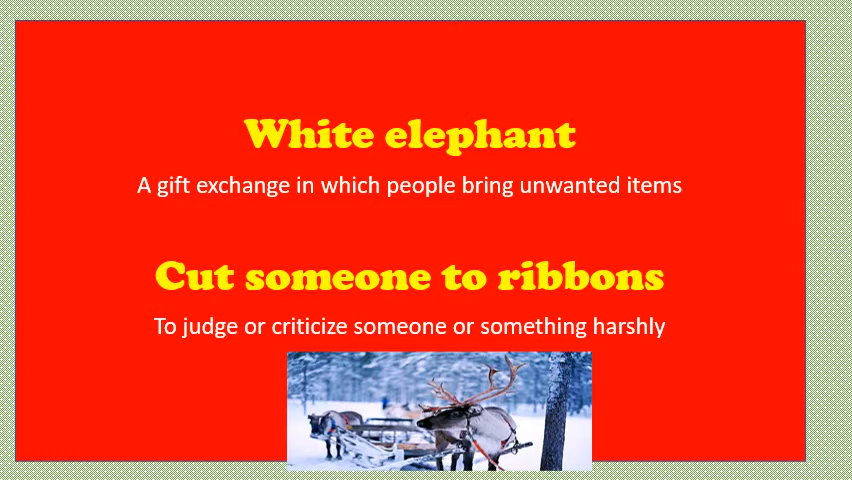 White elephant
A gift exchange in which people bring unwanted items
Cut someone to ribbons
To judge or criticize someone or something harshly